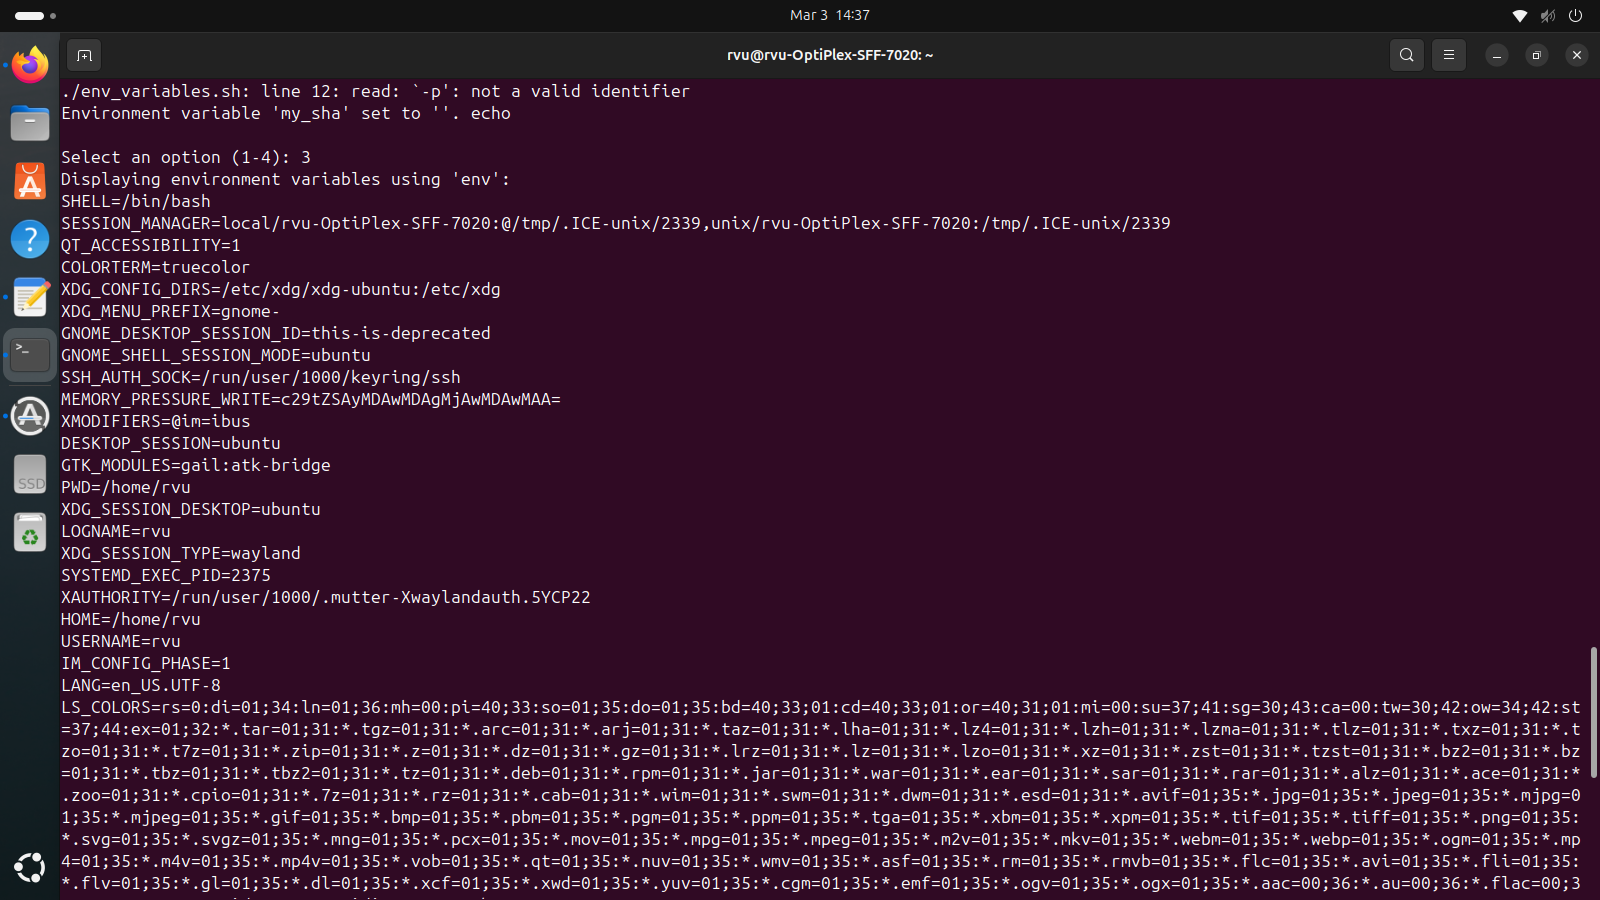 Mar 3 14:37
rvu@rvu-OptiPlex-SFF-7020: ~
./env_variables.sh: line 12: read: `-p': not a valid identifier
Environment variable 'my_sha' set to ''. echo
Select an option (1-4): 3
Displaying environment variables using 'env':
SHELL=/bin/bash
SESSION_MANAGER=local/rvu-OptiPlex-SFF-7020:@/tmp/.ICE-unix/2339,unix/rvu-OptiPlex-SFF-7020:/tmp/.ICE-unix/2339
QT_ACCESSIBILITY=1
COLORTERM=truecolor
XDG_CONFIG_DIRS=/etc/xdg/xdg-ubuntu:/etc/xdg
XDG_MENU_PREFIX=gnome-
GNOME_DESKTOP_SESSION_ID=this-is-deprecated
GNOME_SHELL_SESSION_MODE=ubuntu
SSH_AUTH_SOCK=/run/user/1000/keyring/ssh
MEMORY_PRESSURE_WRITE=c29tZSAyMDAwMDAgMjAwMDAwMAA=
XMODIFIERS=@im=ibus
DESKTOP_SESSION=ubuntu
GTK_MODULES=gail:atk-bridge
PWD=/home/rvu
XDG_SESSION_DESKTOP=ubuntu
LOGNAME=rvu
XDG_SESSION_TYPE=wayland
SYSTEMD_EXEC_PID=2375
XAUTHORITY=/run/user/1000/.mutter-Xwaylandauth.5YCP22
HOME=/home/rvu
USERNAME=rvu
IM_CONFIG_PHASE=1
LANG=en_US.UTF-8
LS_COLORS=rs=0:di=01;34:ln=01;36:mh=00:pi=40;33:so=01;35:do=01;35:bd=40;33;01:cd=40;33;01:or=40;31;01:mi=00:su=37;41:sg=30;43:ca=00:tw=30;42:ow=34;42:st
=37;44:ex=01;32:*.tar=01;31:*.tgz=01;31:*.arc=01;31:*.arj=01;31:*.taz=01;31:*.lha=01;31:*.lz4=01;31:*.lzh=01;31:*.lzma=01;31:*.tlz=01;31:*.txz=01;31:*.t
zo=01;31:*.t7z=01;31:*.zip=01;31:*.z=01;31:*.dz=01;31:*.gz=01;31:*.lrz=01;31:*.lz=01;31:*.lzo=01;31:*.xz=01;31:*.zst=01;31:*.tzst=01;31:*.bz2=01;31:*.bz
=01;31:*.tbz=01;31:*.tbz2=01;31:*.tz=01;31:*.deb=01;31:*.rpm=01;31:*.jar=01;31:*.war=01;31:*.ear=01;31:*.sar=01;31:*.rar=01;31:*.alz=01;31:*.ace=01;31:*
.zoo=01;31:*.cpio=01;31:*.7z=01;31:*.rz=01;31:*.cab=01;31:*.wim=01;31:*.swm=01;31:*.dwm=01;31:*.esd=01;31:*.avif=01;35:*.jpg=01;35:*.jpeg=01;35:*.mjpg=0
1;35:*.mjpeg=01;35:*.gif=01;35:*.bmp=01;35:*.pbm=01;35:*.pgm=01;35:*.ppm=01;35:*.tga=01;35:*.xbm=01;35:*.xpm=01;35:*.tif=01;35:*.tiff=01;35:*.png=01;35:
*.svg=01;35:*.svgz=01;35:*.mng=01;35:*.pcx=01;35:*.mov=01;35:*.mpg=01;35:*.mpeg=01;35:*.m2v=01;35:*.mkv=01;35:*.webm=01;35:*.webp=01;35:*.ogm=01;35:*.mp
4=01;35:*.m4v=01;35:*.mp4v=01;35:*.vob=01;35:*.qt=01;35:*.nuv=01;35:*.wmv=01;35:*.asf=01;35:*.rm=01;35:*.rmvb=01;35:*.flc=01;35:*.avi=01;35:*.fli=01;35:
*.flv=01;35:*.gl=01;35:*.dl=01;35:*.xcf=01;35:*.xwd=01;35:*.yuv=01;35:*.cgm=01;35:*.emf=01;35:*.ogv=01;35:*.ogx=01;35:*.aac=00;36:*.au=00;36:*.flac=00;3
SSD